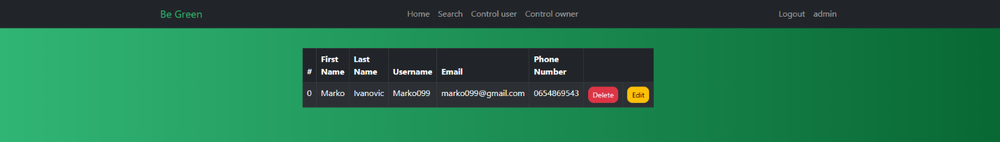 Be Green Home Search Control user Control owner Logout admin
# First Name Last Name Username Email Phone Number
0 Marko Ivanovic Marko099 marko099@gmail.com 0654869543 Delete Edit